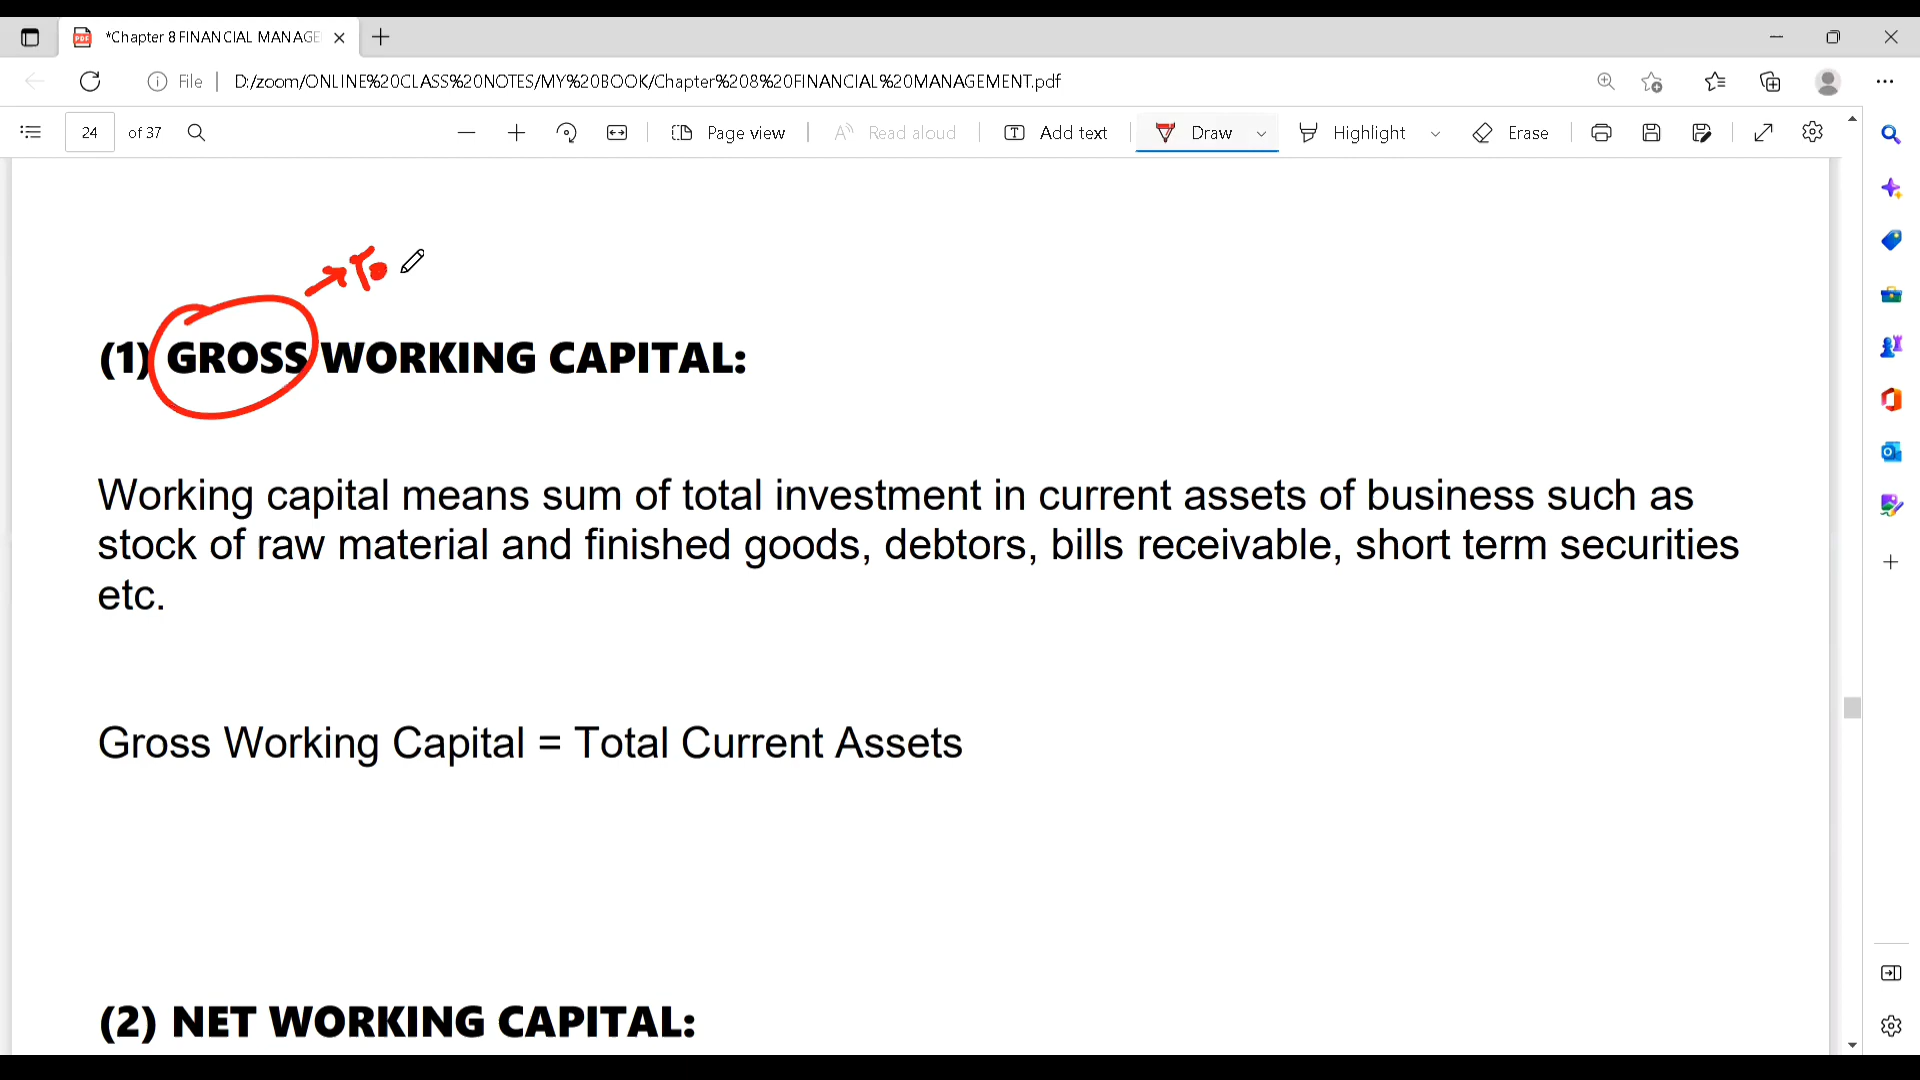 *Chapter 8 FINANCIAL MANAGE
File
D:/zoom/ONLINE%20CLASS%20NOTES/MY%20BOOK/Chapter%208%20FINANCIAL%20MANAGEMENT.pdf
24 of 37 Page view Read aloud Add text Draw Highlight Erase
To
(1) GROSS WORKING CAPITAL:
Working capital means sum of total investment in current assets of business such as
stock of raw material and finished goods, debtors, bills receivable, short term securities
etc.
Gross Working Capital = Total Current Assets
(2) NET WORKING CAPITAL: